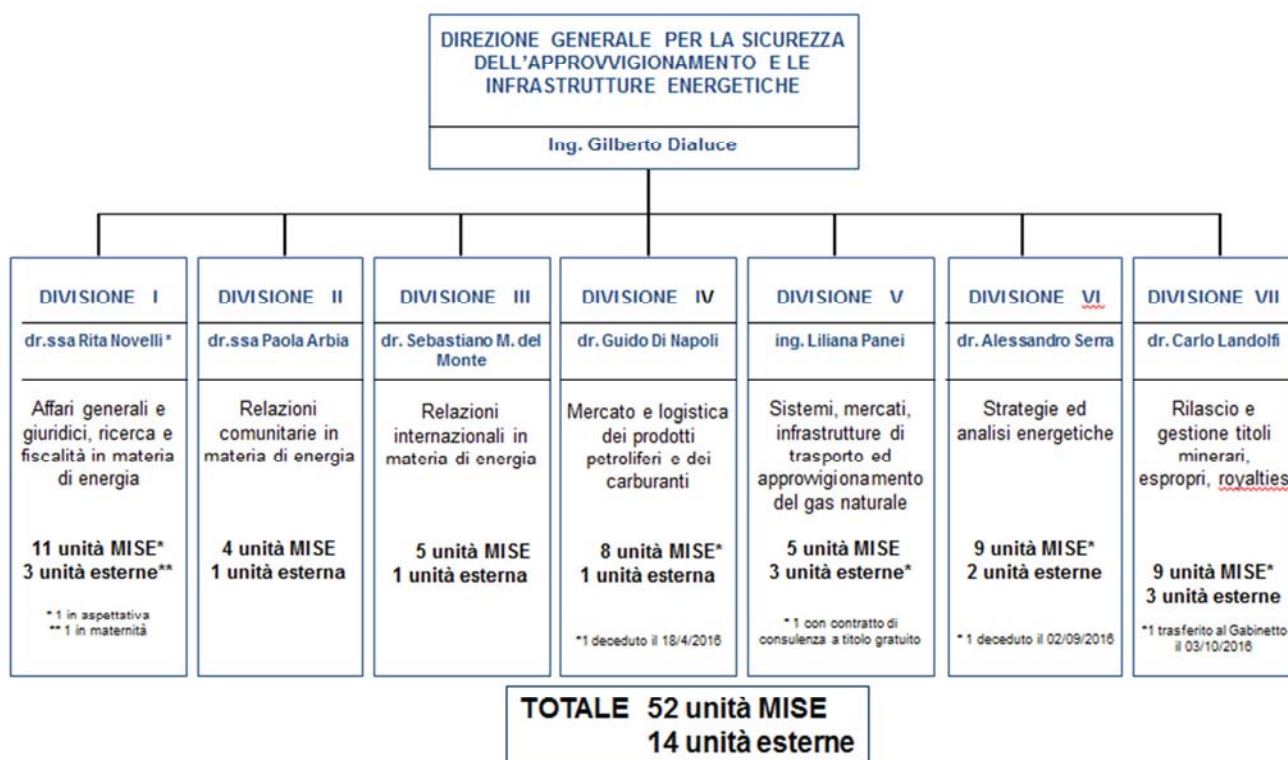 DIREZIONE GENERALE PER LA SICUREZZA
DELL'APPROVVIGIONAMENTO E LE
INFRASTRUTTURE ENERGETICHE
Ing. Gilberto Dialuce
DIVISIONE I
dr.ssa Rita Novelli *
Affari generali e
giuridici, ricerca e
fiscalità in materia
di energia
11 unità MISE*
3 unità esterne**
* 1 in aspettativa
** 1 in maternità
DIVISIONE II
dr.ssa Paola Arbia
Relazioni
comunitarie in
materia di energia
4 unità MISE
1 unità esterna
DIVISIONE III
dr. Sebastiano M. del
Monte
Relazioni
internazionali in
materia di energia
5 unità MISE
1 unità esterna
DIVISIONE IV
dr. Guido Di Napoli
Mercato e logistica
dei prodotti
petroliferi e dei
carburanti
8 unità MISE*
1 unità esterna
*1 deceduto il 18/4/2016
DIVISIONE V
ing. Liliana Panei
Sistemi, mercati,
infrastrutture di
trasporto ed
approvvigionamento
del gas naturale
5 unità MISE
3 unità esterne*
* 1 con contratto di
consulenza a titolo gratuito
DIVISIONE VI
dr. Alessandro Serra
Strategie ed
analisi energetiche
9 unità MISE*
2 unità esterne
* 1 deceduto il 02/09/2016
DIVISIONE VII
dr. Carlo Landolfi
Rilascio e
gestione titoli
minerari,
espropri, royalties
9 unità MISE*
3 unità esterne
*1 trasferito al Gabinetto
il 03/10/2016
TOTALE 52 unità MISE
14 unità esterne